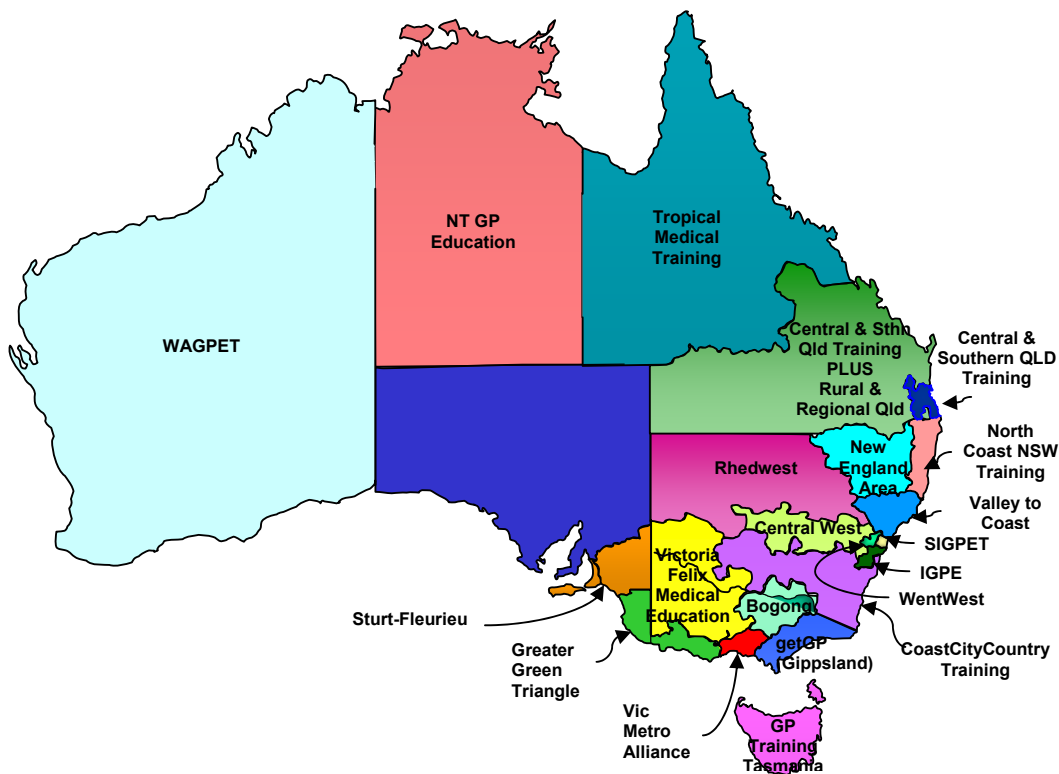 NT GP
Education
Tropical
Medical
Training
WAGPET
Central & Sthn
Qld Training
PLUS
Rural &
Regional Qld
Central &
Southern QLD
Training
North
Coast NSW
Training
New
England
Area
Rhedwest
Valley to
Coast
Central West
SIGPET
IGPE
WentWest
Victoria
Felix
Medical
Education
Bogong
CoastCityCountry
Training
getGP
(Gippsland)
Sturt-Fleurieu
Greater
Green
Triangle
Vic
Metro
Alliance
GP
Training
Tasmania